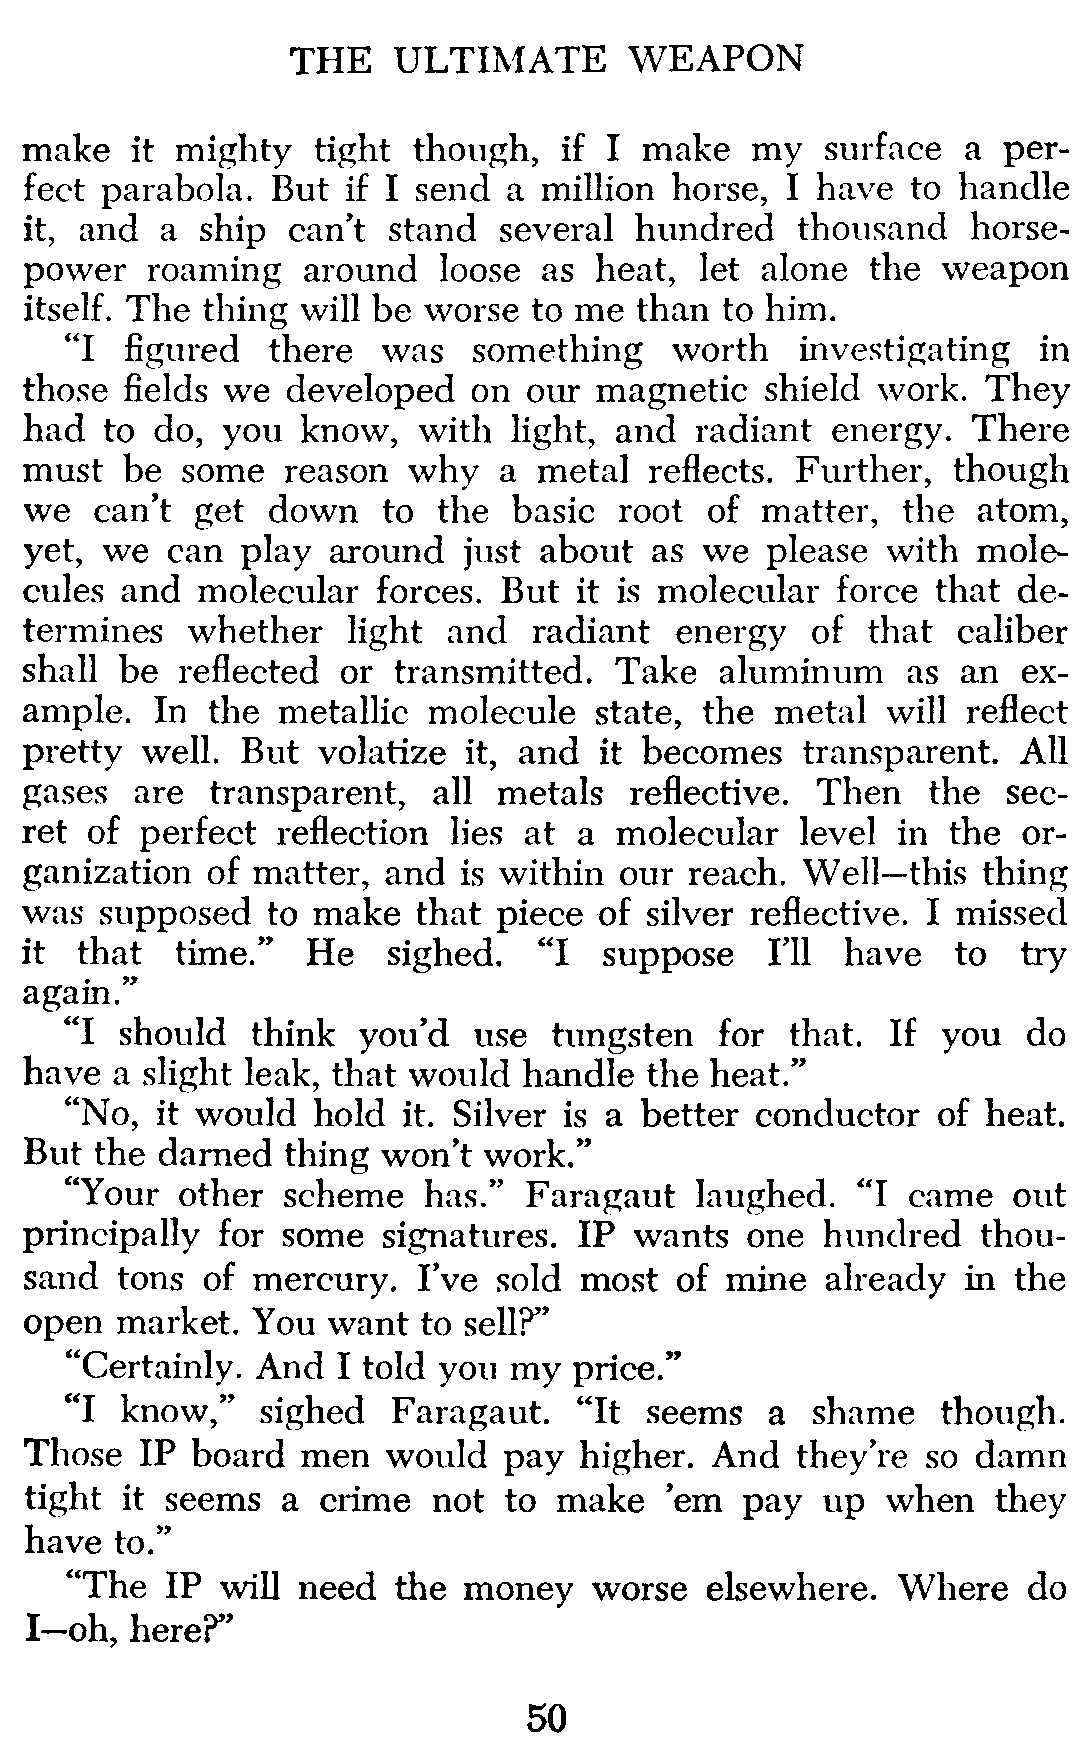 THE ULTIMATE WEAPON
make it mighty tight though, if I make my surface a per-
fect parabola. But if I send a million horse, I have to handle
it, and a ship can't stand several hundred thousand horse-
power roaming around loose as heat, let alone the weapon
itself. The thing will be worse to me than to him.
“I figured there was something worth investigating in
those fields we developed on our magnetic shield work. They
had to do, you know, with light, and radiant energy. There
must be some reason why a metal reflects. Further, though
we can't get down to the basic root of matter, the atom,
yet, we can play around just about as we please with mole-
cules and molecular forces. But it is molecular force that de-
termines whether light and radiant energy of that caliber
shall be reflected or transmitted. Take aluminum as an ex-
ample. In the metallic molecule state, the metal will reflect
pretty well. But volatize it, and it becomes transparent. All
gases are transparent, all metals reflective. Then the sec-
ret of perfect reflection lies at a molecular level in the or-
ganization of matter, and is within our reach. Well—this thing
was supposed to make that piece of silver reflective. I missed
it that time.” He sighed. “I suppose I'll have to try
again.”
“I should think you'd use tungsten for that. If you do
have a slight leak, that would handle the heat.”
“No, it would hold it. Silver is a better conductor of heat.
But the darned thing won't work.”
“Your other scheme has.” Faragaut laughed. “I came out
principally for some signatures. IP wants one hundred thou-
sand tons of mercury. I've sold most of mine already in the
open market. You want to sell?”
“Certainly. And I told you my price.”
“I know,” sighed Faragaut. “It seems a shame though.
Those IP board men would pay higher. And they're so damn
tight it seems a crime not to make 'em pay up when they
have to.”
“The IP will need the money worse elsewhere. Where do
I—oh, here?”
50